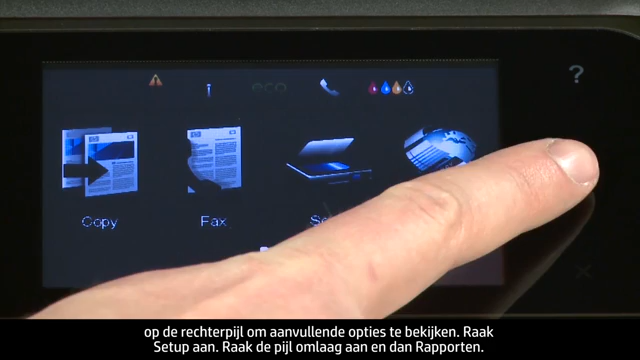 ?
eco
Copy
Fax
op de rechterpijl om aanvullende opties te bekijken. Raak
Setup aan. Raak de pijl omlaag aan en dan Rapporten.